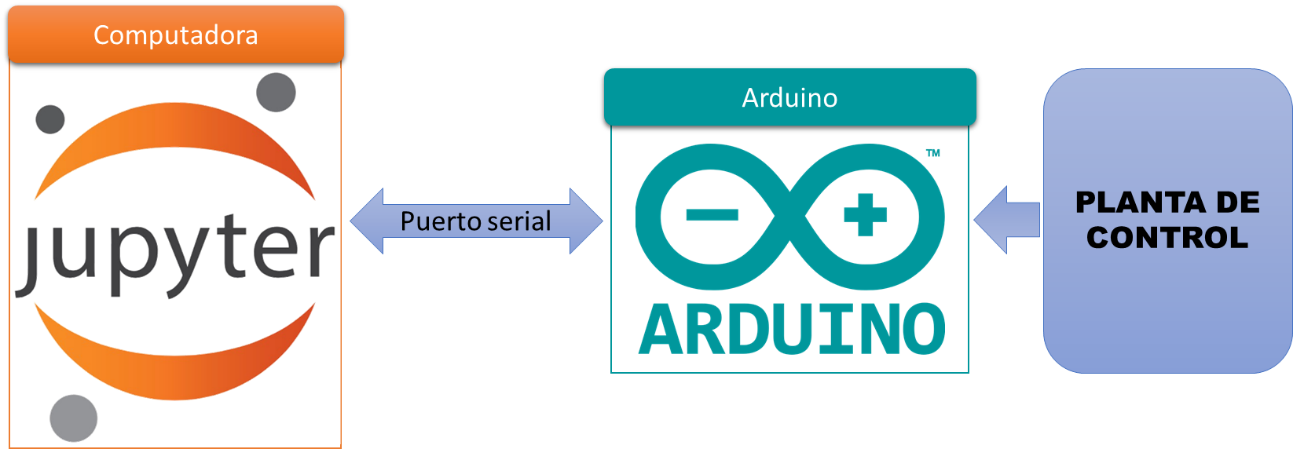 Computadora
jupyter
Puerto serial
Arduino
TM
ARDUINO
PLANTA DE
CONTROL